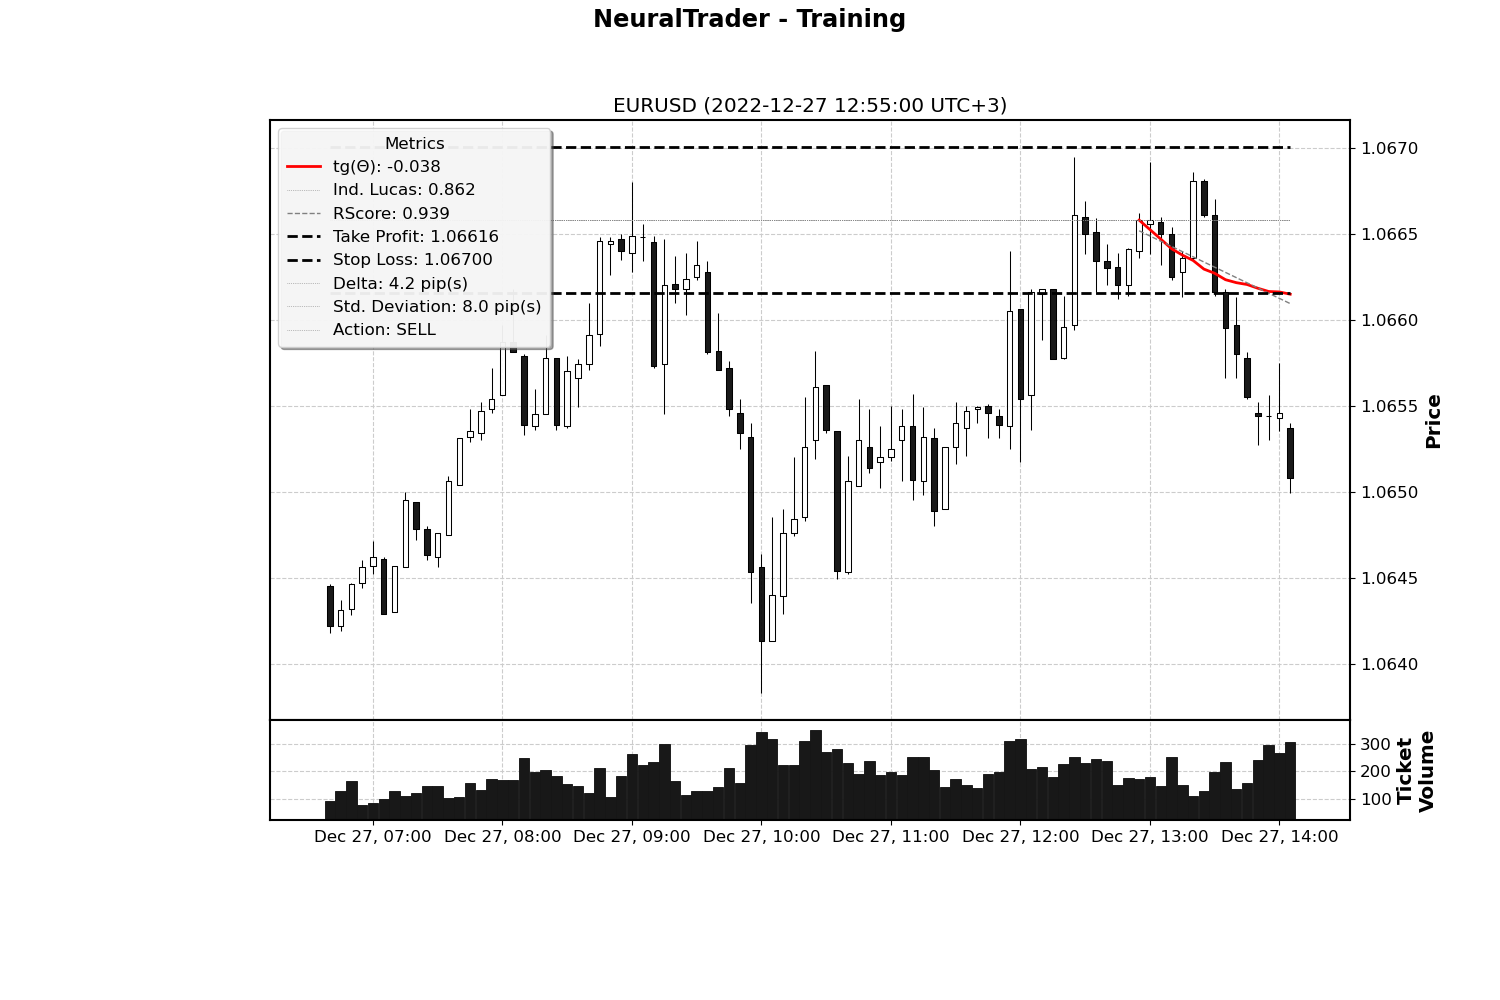 NeuralTrader - Training
EURUSD (2022-12-27 12:55:00 UTC+3)
Metrics
tg(Θ): -0.038
Ind. Lucas: 0.862
RScore: 0.939
Take Profit: 1.06616
Stop Loss: 1.06700
Delta: 4.2 pip(s)
Std. Deviation: 8.0 pip(s)
Action: SELL
1.0670
1.0665
1.0660
1.0655
1.0650
1.0645
1.0640
Price
300
200
100
Ticket
Volume
Dec 27, 07:00
Dec 27, 08:00
Dec 27, 09:00
Dec 27, 10:00
Dec 27, 11:00
Dec 27, 12:00
Dec 27, 13:00
Dec 27, 14:00